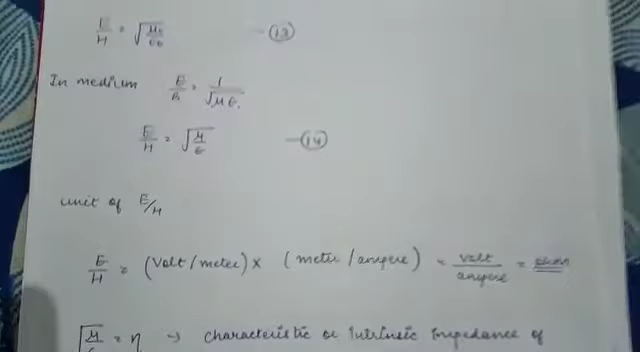 E/H = √(μ0/ϵ0) — (13)
In medium E/B = 1/√μϵ.
E/H = √(μ/ϵ) — (14)
unit of E/H
E/H = (Volt/meter) × (meter/ampere) = volt/ampere = ohm
√(μ/ϵ) = η → characteristic or Intrinsic Impedance of